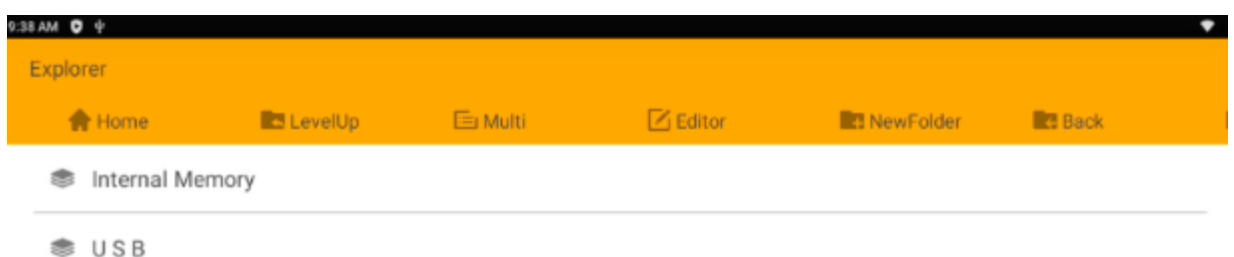 9:38 AM
Explorer
Home LevelUp Multi Editor NewFolder Back
Internal Memory
U S B